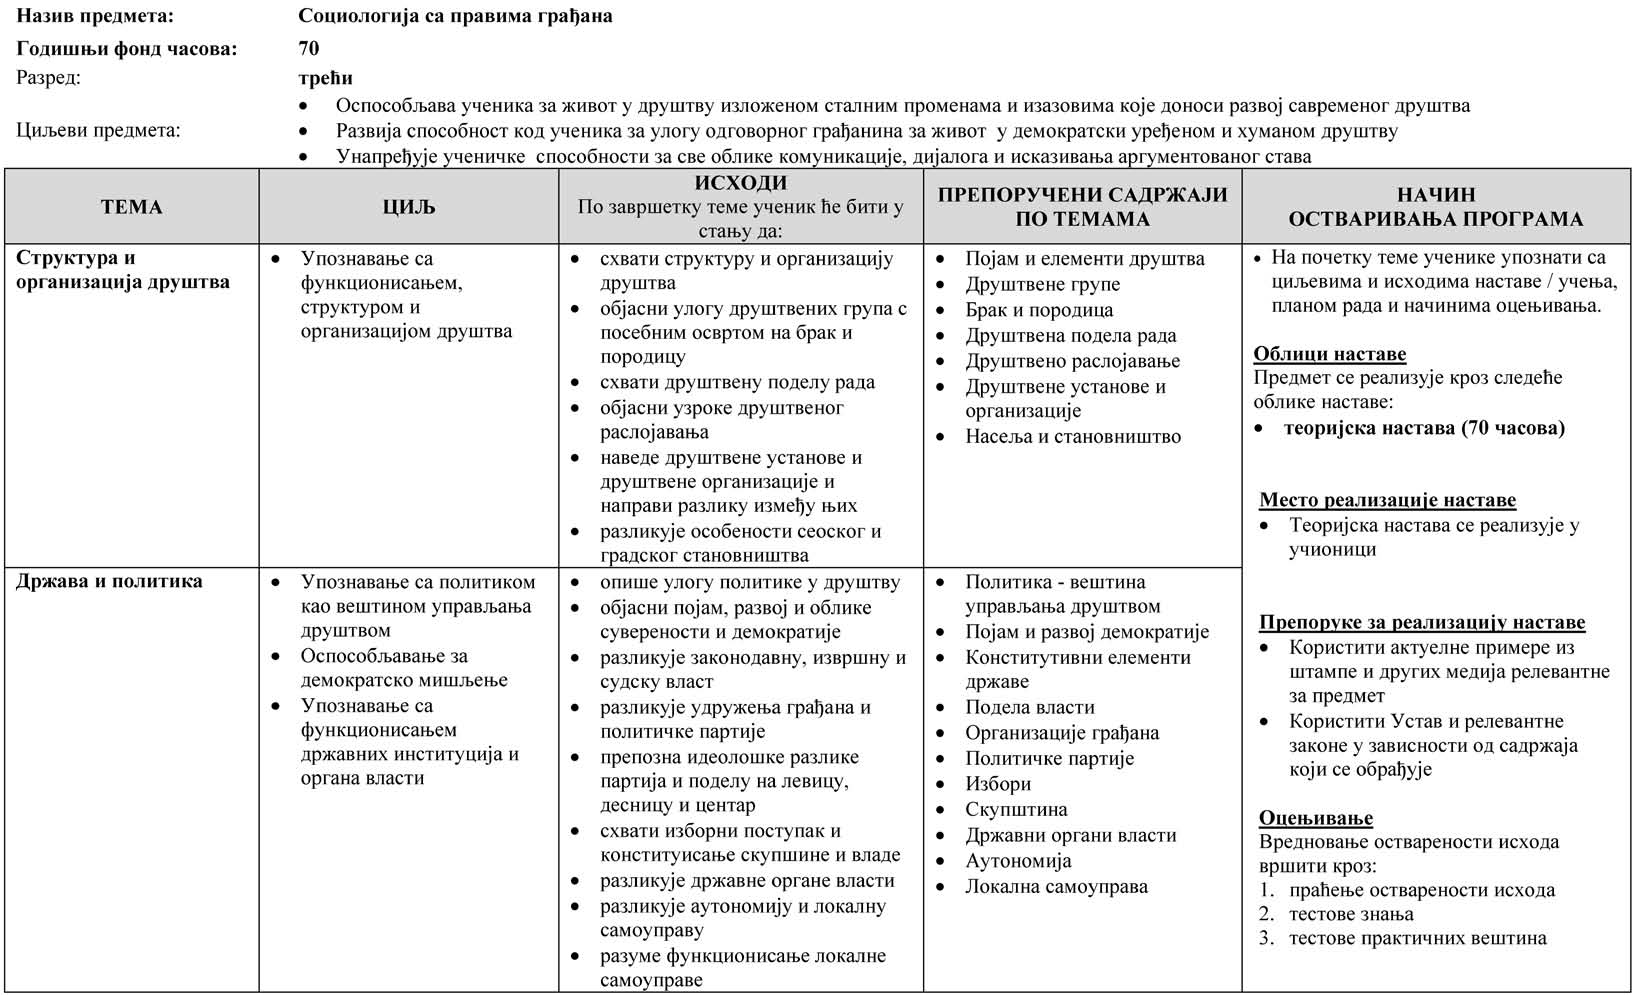 Назив предмета: Социологија са правима грађана
Годишњи фонд часова: 70
Разред: трећи
Циљеви предмета:
• Оспособљава ученика за живот у друштву изложеном сталним променама и изазовима које доноси развој савременог друштва
• Развија способност код ученика за улогу одговорног грађанина за живот у демократски уређеном и хуманом друштву
• Унапређује ученичке способности за све облике комуникације, дијалога и исказивања аргументованог става
ТЕМА
ЦИЉ
ИСХОДИ
По завршетку теме ученик ће бити у
стању да:
ПРЕПОРУЧЕНИ САДРЖАЈИ
ПО ТЕМАМА
НАЧИН
ОСТВАРИВАЊА ПРОГРАМА
Структура и
организација друштва
• Упознавање са
функционисањем,
структуром и
организацијом друштва
• схвати структуру и организацију
друштва
• објасни улогу друштвених група с
посебним освртом на брак и
породицу
• схвати друштвену поделу рада
• објасни узроке друштвеног
раслојавања
• наведе друштвене установе и
друштвене организације и
направи разлику између њих
• разликује особености сеоског и
градског становништва
• Појам и елементи друштва
• Друштвене групе
• Брак и породица
• Друштвена подела рада
• Друштвено раслојавање
• Друштвене установе и
организације
• Насеља и становништво
• На почетку теме ученике упознати са
циљевима и исходима наставе / учења,
планом рада и начинима оцењивања.
Облици наставе
Предмет се реализује кроз следеће
облике наставе:
• теоријска настава (70 часова)
Место реализације наставе
• Теоријска настава се реализује у
учионици
Препоруке за реализацију наставе
• Користити актуелне примере из
штампе и других медија релевантне
за предмет
• Користити Устав и релевантне
законе у зависности од садржаја
који се обрађује
Оцењивање
Вредновање остварености исхода
вршити кроз:
1. праћење остварености исхода
2. тестове знања
3. тестове практичних вештина
Држава и политика
• Упознавање са политиком
као вештином управљања
друштвом
• Оспособљавање за
демократско мишљење
• Упознавање са
функционисањем
државних институција и
органа власти
• опише улогу политике у друштву
• објасни појам, развој и облике
суверености и демократије
• разликује законодавну, извршну и
судску власт
• разликује удружења грађана и
политичке партије
• препозна идеолошке разлике
партија и поделу на левицу,
десницу и центар
• схвати изборни поступак и
конституисање скупшине и владе
• разликује државне органе власти
• разликује аутономију и локалну
самоуправу
• разуме функционисање локалне
самоуправе
• Политика - вештина
управљања друштвом
• Појам и развој демократије
• Конститутивни елементи
државе
• Подела власти
• Организације грађана
• Политичке партије
• Избори
• Скупштина
• Државни органи власти
• Аутономија
• Локална самоуправа